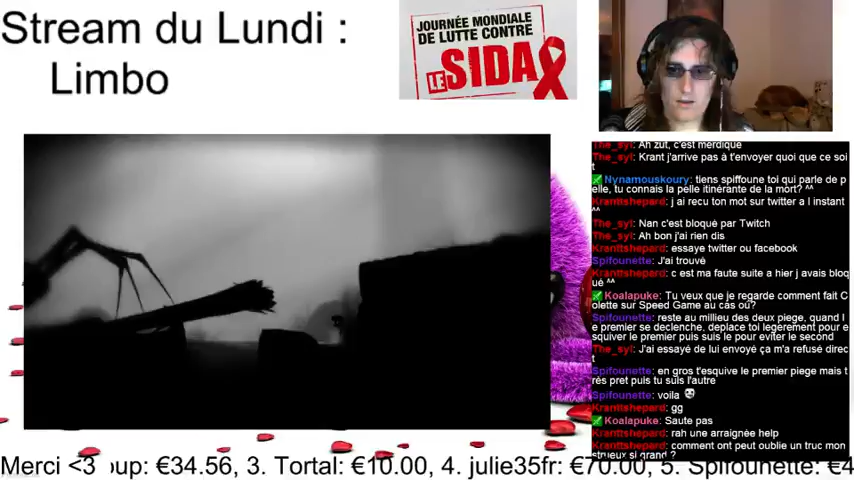 Stream du Lundi :
Limbo
JOURNÉE MONDIALE
DE LUTTE CONTRE
LE SIDA
The_syl: Ah zut, c'est merdique
The_syl: Krant j'arrive pas à t'envoyer quoi que ce soi
t
Nynamouskoury: tiens spiffoune toi qui parle de p
elle, tu connais la pelle itinérante de la mort? ^^
Kranttshepard: j ai recu ton mot sur twitter a l instant
^^
The_syl: Nan c'est bloqué par Twitch
The_syl: Ah bon j'ai rien dis
Kranttshepard: essaye twitter ou facebook
Spifounette: J'ai trouvé
Kranttshepard: c est ma faute suite a hier j avais bloq
ué ^^
Koalapuke: Tu veux que je regarde comment fait C
olette sur Speed Game au cas où?
Spifounette: reste au milieu des deux piege, quand l
e premier se declenche, deplace toi legerement pour e
squiver le premier puis suis le pour eviter le second
The_syl: J'ai essayé de lui envoyé ça m'a refusé direc
t
Spifounette: en gros t'esquive le premier piege mais t
rès pret puis tu suis l'autre
Spifounette: voila
Kranttshepard: gg
Koalapuke: Saute pas
Kranttshepard: rah une arraignée help
Kranttshepard: comment ont peut oublie un truc mon
strueux si grand ?
Merci <3 oup: €34.56, 3. Tortal: €10.00, 4. julie35fr: €70.00, 5. Spifounette: €4